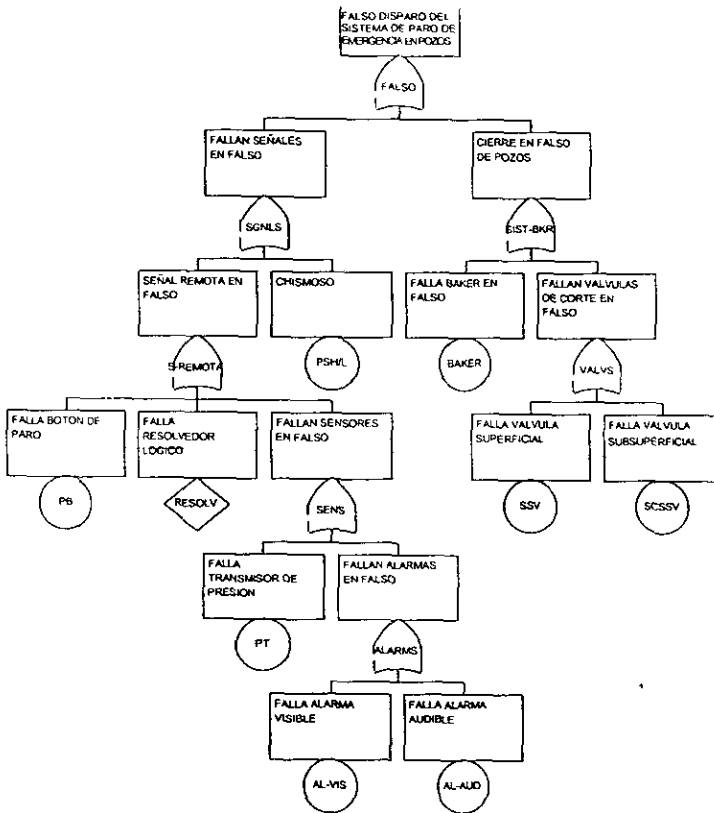 FALSO DISPARO DEL
SISTEMA DE PARO DE
EMERGENCIA EN POZOS
FALSO
FALLAN SEÑALES
EN FALSO
CIERRE EN FALSO
DE POZOS
SGNLS
SIST-BKR
SEÑAL REMOTA EN
FALSO
CHISMOSO
FALLA BAKER EN
FALSO
FALLAN VALVULAS
DE CORTE EN
FALSO
S-REMOTA
PSH/L
BAKER
VALVS
FALLA BOTON DE
PARO
FALLA
RESOLVEDOR
LOGICO
FALLAN SENSORES
EN FALSO
FALLA VALVULA
SUPERFICIAL
FALLA VALVULA
SUBSUPERFICIAL
PB
RESOLV
SENS
SSV
SCSSV
FALLA
TRANSMISOR DE
PRESION
FALLAN ALARMAS
EN FALSO
PT
ALARMS
FALLA ALARMA
VISIBLE
FALLA ALARMA
AUDIBLE
AL-VIS
AL-AUD